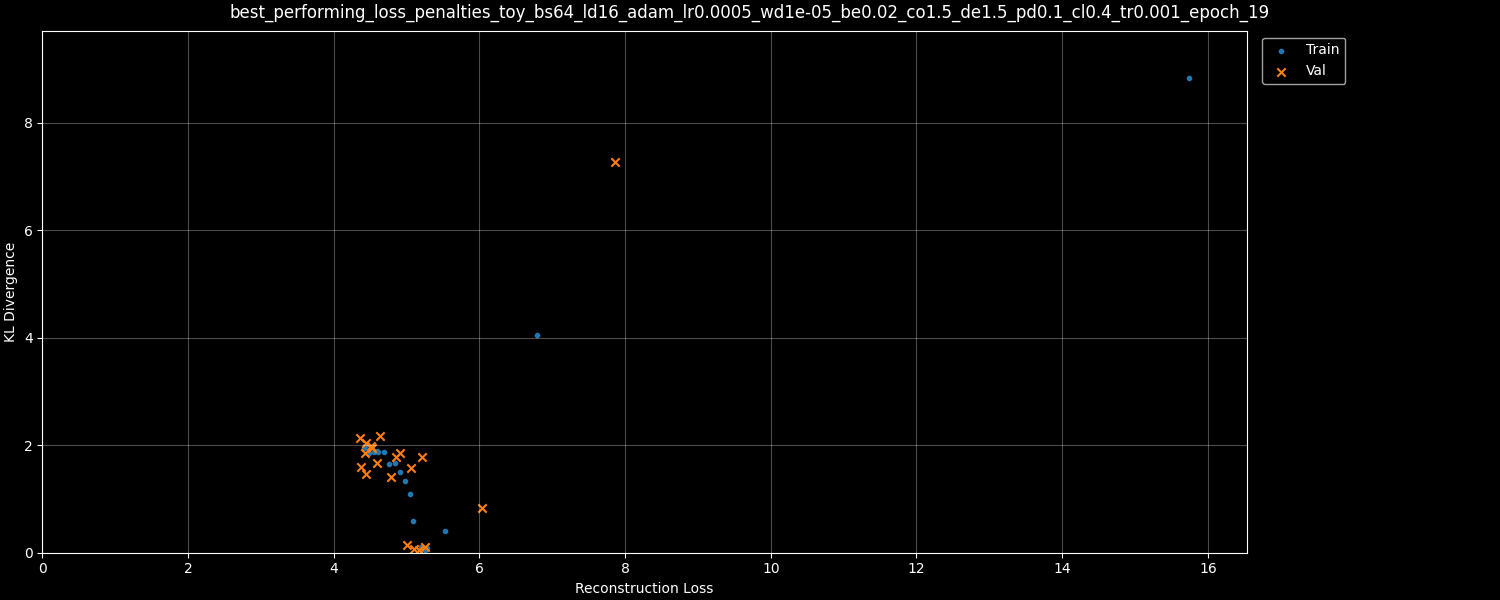 best_performing_loss_penalties_toy_bs64_ld16_adam_lr0.0005_wd1e-05_be0.02_co1.5_de1.5_pd0.1_cl0.4_tr0.001_epoch_19
Train
Val
8
6
4
2
0
KL Divergence
0 2 4 6 8 10 12 14 16
Reconstruction Loss